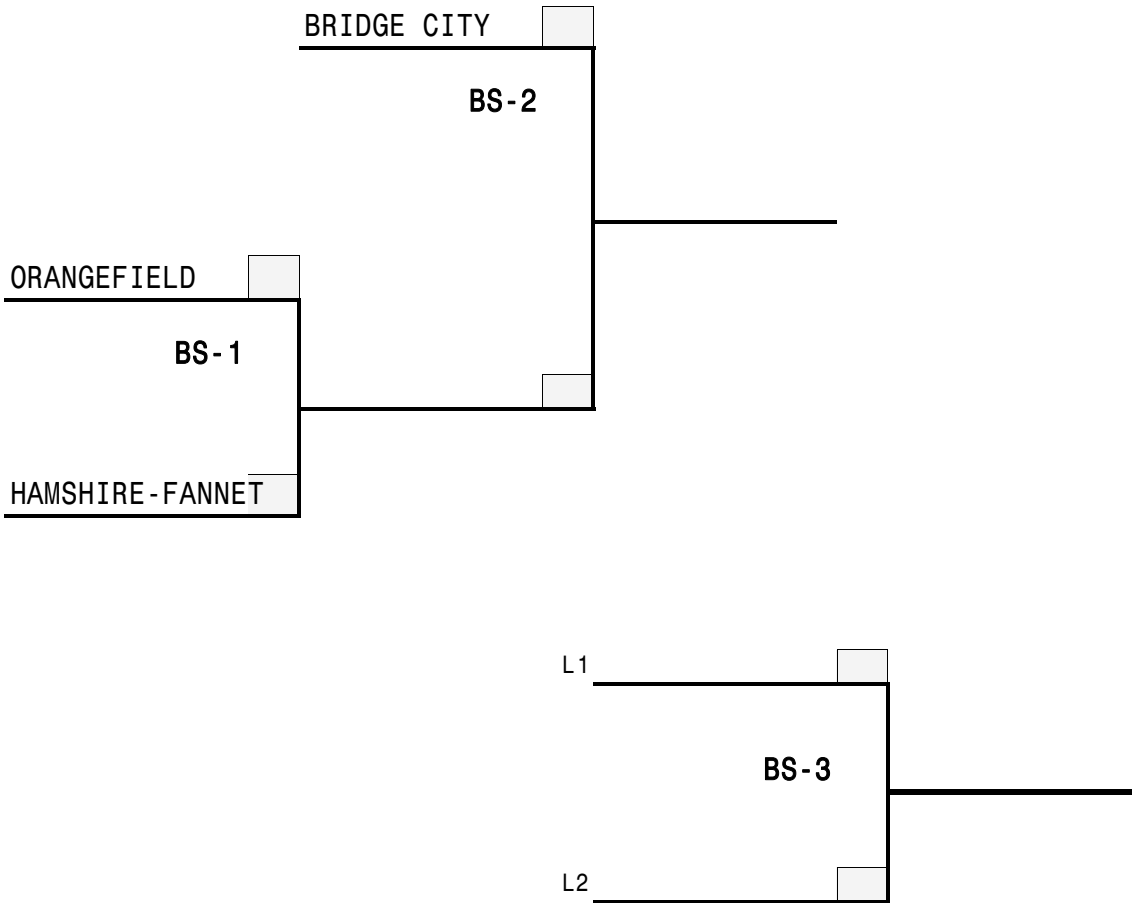 BRIDGE CITY
BS-2
ORANGEFIELD
BS-1
HAMSHIRE-FANNET
L1
BS-3
L2